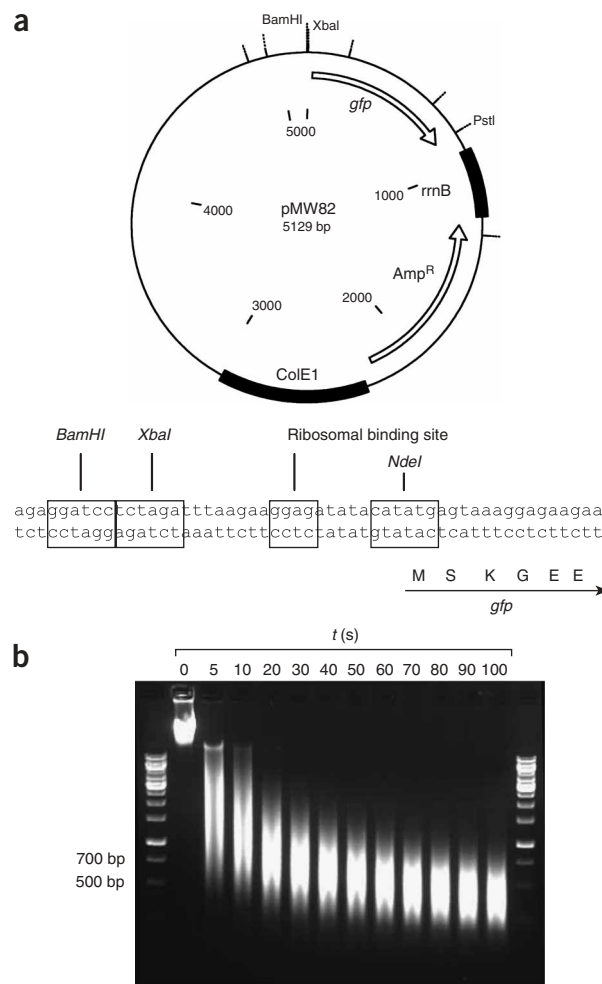 a
BamHI XbaI
gfp
PstI
5000
rrnB
1000
4000
pMW82
5129 bp
Amp^R
2000
3000
ColE1
BamHI XbaI Ribosomal binding site
NdeI
agaggatcctctagatttaagaaggagatatacatatgagtaaaggagaagaa
tctcctaggagatctaaattcttcctctatatgtatactcatttcctcttctt
M S K G E E
gfp
b
t (s)
0 5 10 20 30 40 50 60 70 80 90 100
700 bp
500 bp